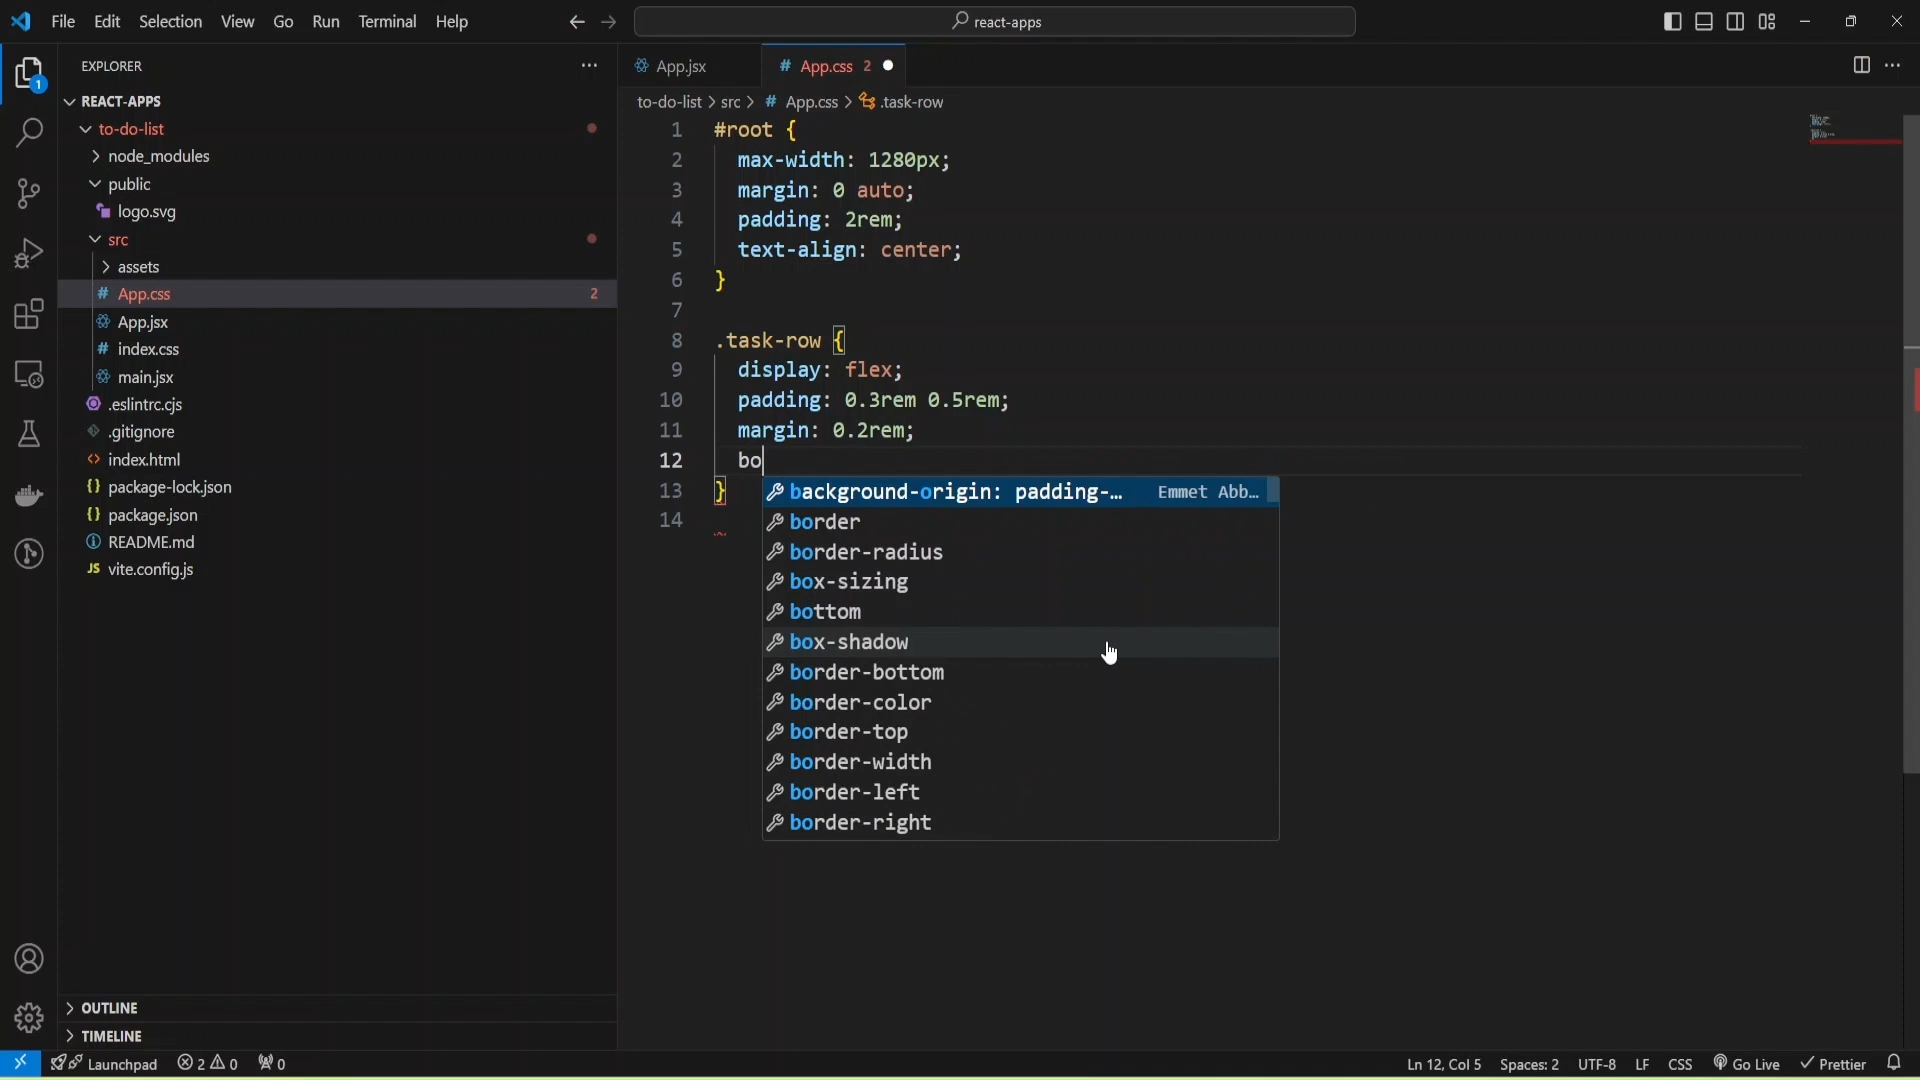 File Edit Selection View Go Run Terminal Help
react-apps
EXPLORER
REACT-APPS
to-do-list
node_modules
public
logo.svg
src
assets
App.css 2
App.jsx
index.css
main.jsx
.eslintrc.cjs
.gitignore
index.html
package-lock.json
package.json
README.md
JS vite.config.js
OUTLINE
TIMELINE
1
App.jsx # App.css 2
to-do-list > src > # App.css > .task-row
1 #root {
2 max-width: 1280px;
3 margin: 0 auto;
4 padding: 2rem;
5 text-align: center;
6 }
7
8 .task-row {
9 display: flex;
10 padding: 0.3rem 0.5rem;
11 margin: 0.2rem;
12 bo
13 }
14
background-origin: padding-… Emmet Abb…
border
border-radius
box-sizing
bottom
box-shadow
border-bottom
border-color
border-top
border-width
border-left
border-right
Launchpad 2 0 0 Ln 12, Col 5 Spaces: 2 UTF-8 LF CSS Go Live Prettier